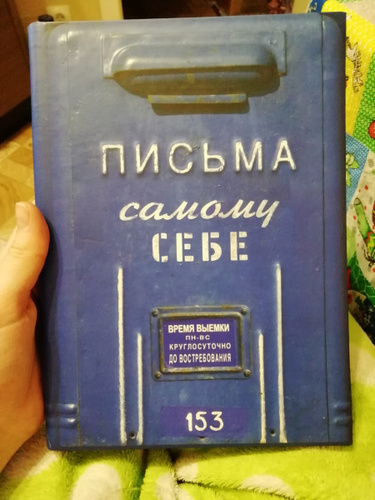 ПИСЬМА
самому
СЕБЕ
ВРЕМЯ ВЫЕМКИ
ПН-ВС
КРУГЛОСУТОЧНО
ДО ВОСТРЕБОВАНИЯ
153